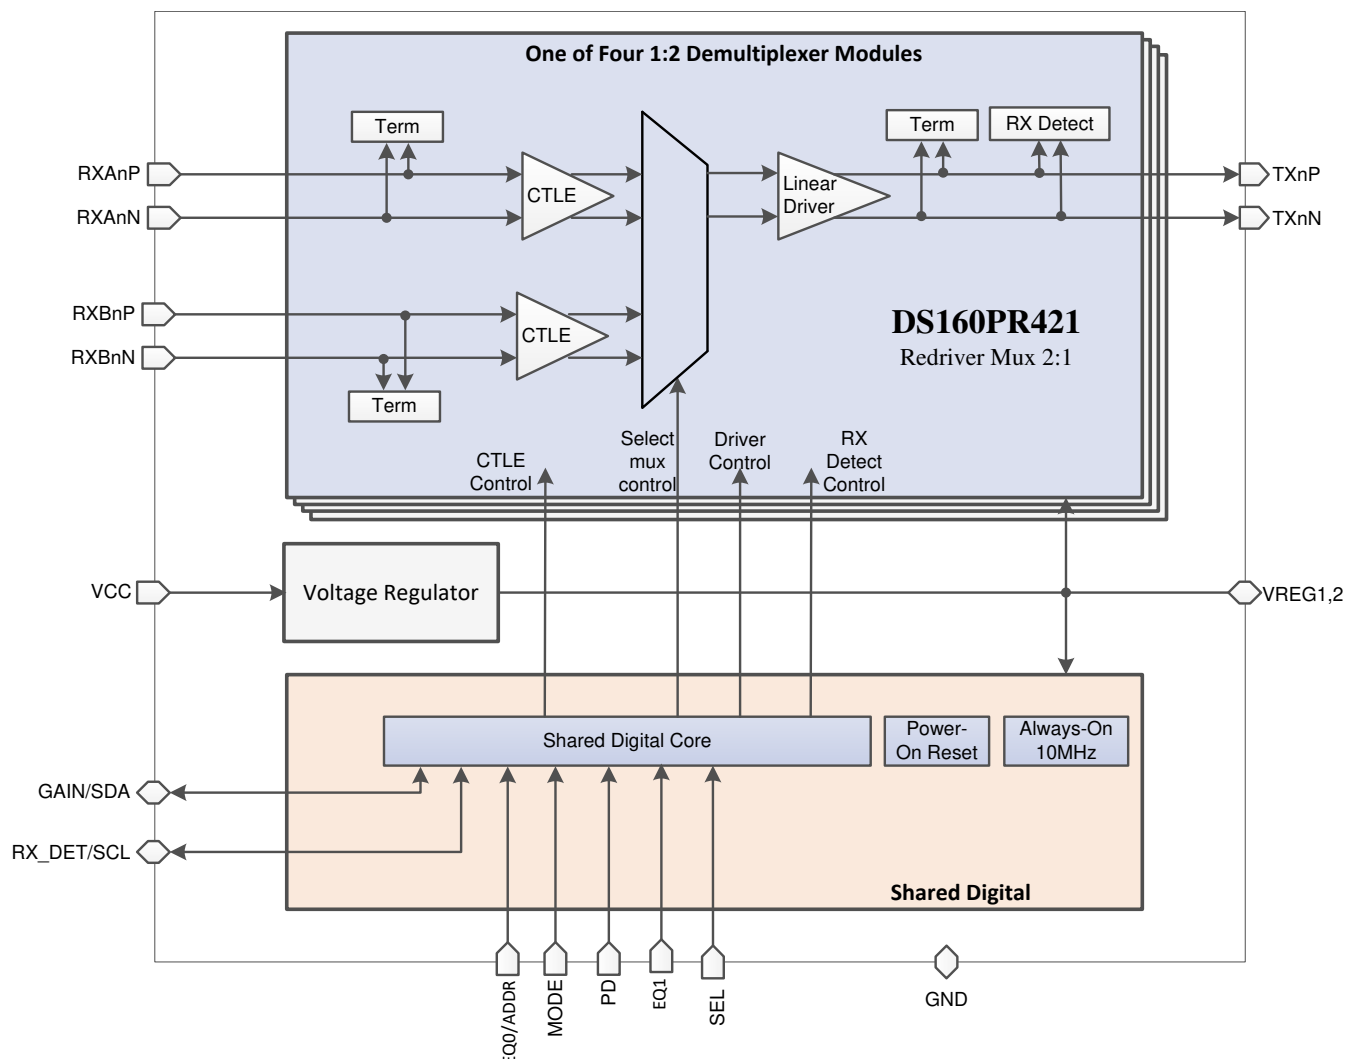 One of Four 1:2 Demultiplexer Modules
Term
Term
RX Detect
RXAnP
CTLE
Linear
Driver
TXnP
RXAnN
TXnN
RXBnP
CTLE
DS160PR421
Redriver Mux 2:1
RXBnN
Term
CTLE
Control
Select
mux
control
Driver
Control
RX
Detect
Control
VCC
Voltage Regulator
VREG1,2
Shared Digital Core
Power-
On Reset
Always-On
10MHz
GAIN/SDA
RX_DET/SCL
Shared Digital
EQ0/ADDR
MODE
PD
EQ1
SEL
GND